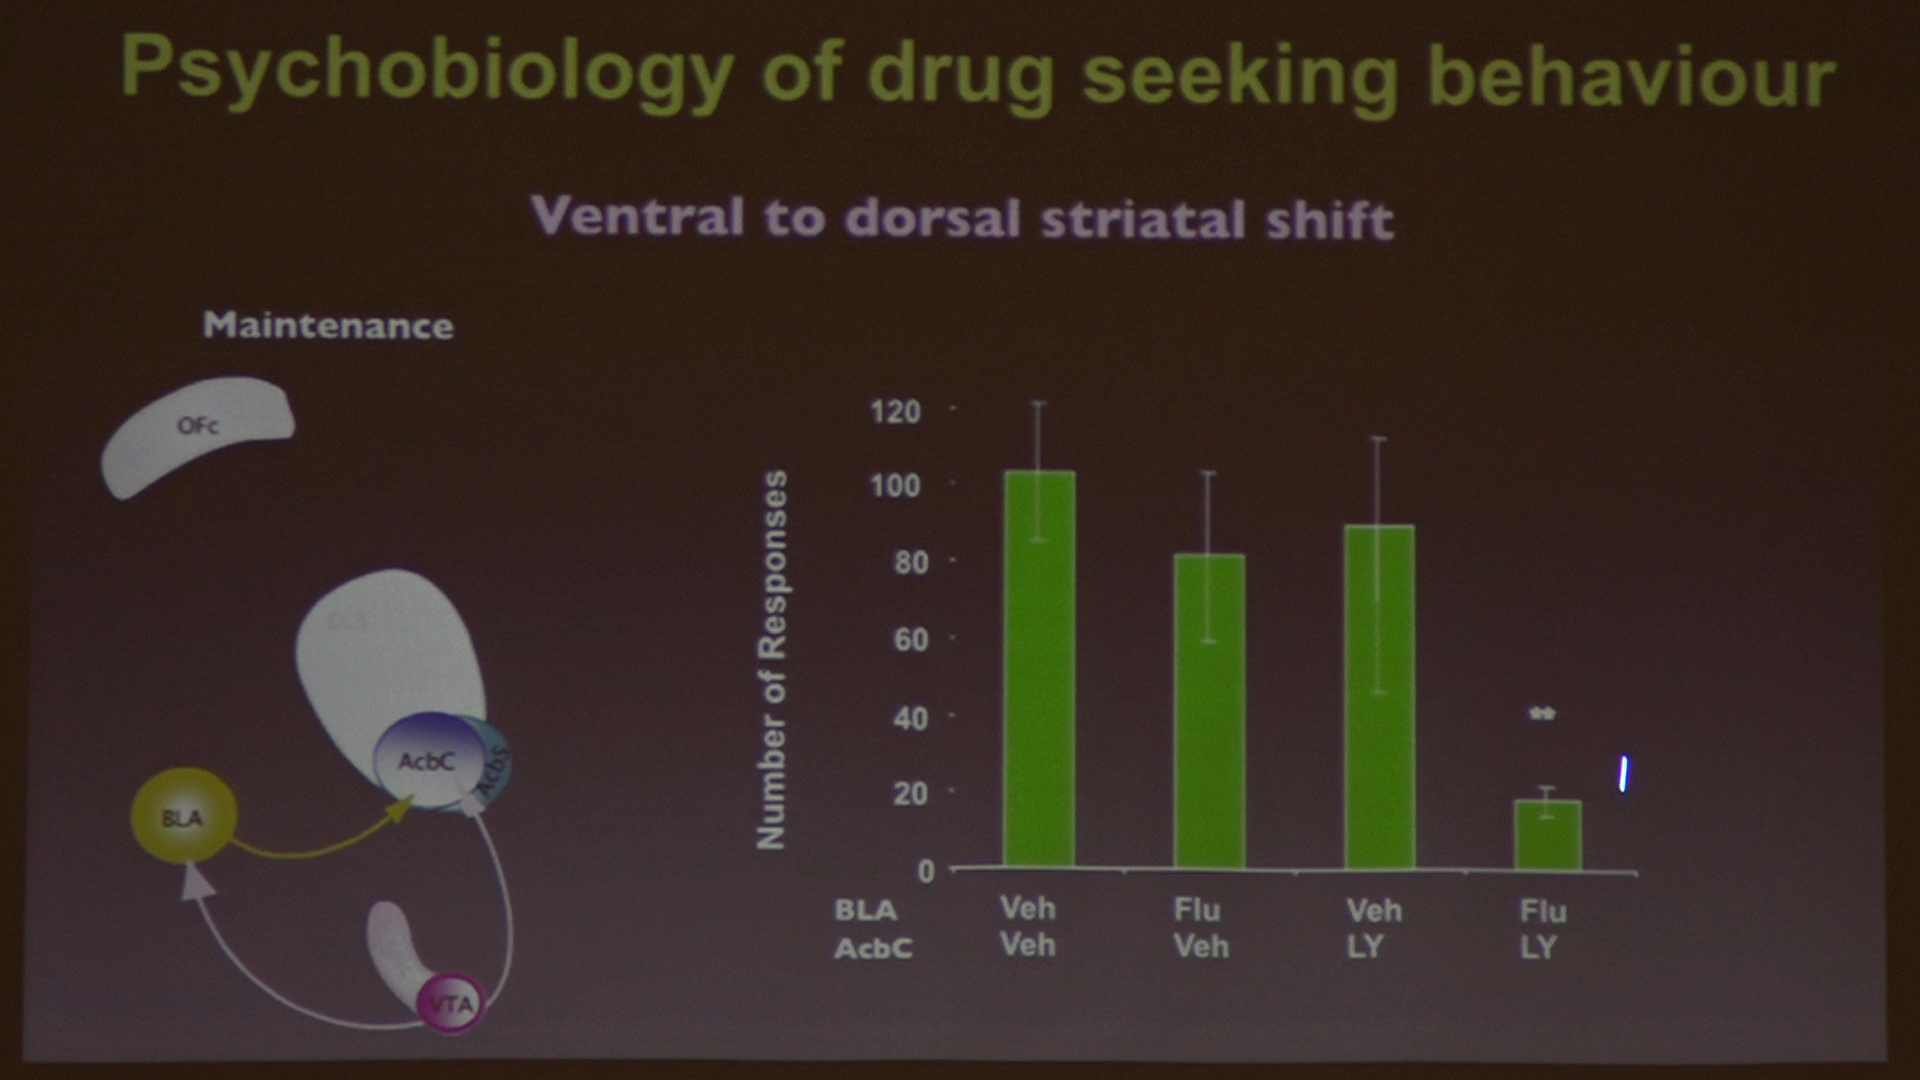 Psychobiology of drug seeking behaviour
Ventral to dorsal striatal shift
Maintenance
OFc
DLS
AcbC
AcbS
BLA
VTA
Number of Responses
120
100
80
60
40
20
0
**
BLA Veh Flu Veh Flu
AcbC Veh Veh LY LY